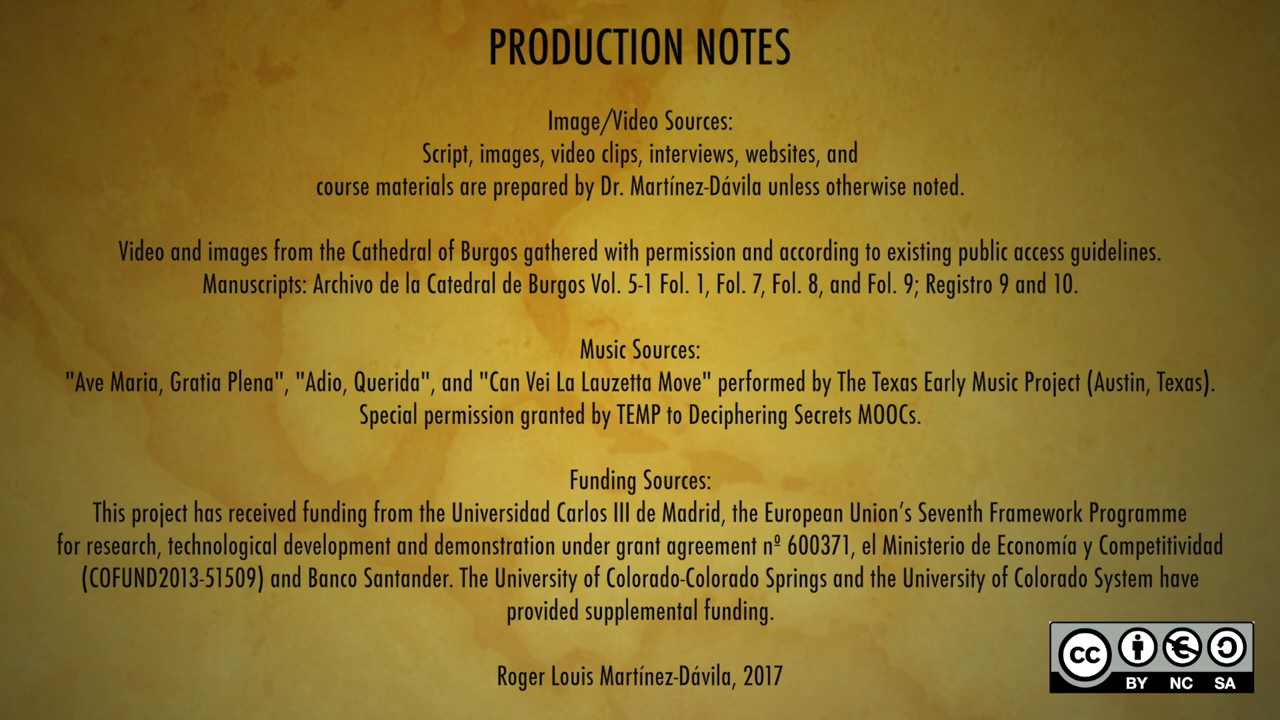 PRODUCTION NOTES
Image/Video Sources:
Script, images, video clips, interviews, websites, and
course materials are prepared by Dr. Martínez-Dávila unless otherwise noted.
Video and images from the Cathedral of Burgos gathered with permission and according to existing public access guidelines.
Manuscripts: Archivo de la Catedral de Burgos Vol. 5-1 Fol. 1, Fol. 7, Fol. 8, and Fol. 9; Registro 9 and 10.
Music Sources:
"Ave Maria, Gratia Plena", "Adio, Querida", and "Can Vei La Lauzetta Move" performed by The Texas Early Music Project (Austin, Texas).
Special permission granted by TEMP to Deciphering Secrets MOOCs.
Funding Sources:
This project has received funding from the Universidad Carlos III de Madrid, the European Union’s Seventh Framework Programme
for research, technological development and demonstration under grant agreement nº 600371, el Ministerio de Economía y Competitividad
(COFUND2013-51509) and Banco Santander. The University of Colorado-Colorado Springs and the University of Colorado System have
provided supplemental funding.
Roger Louis Martínez-Dávila, 2017
CC
BY NC SA